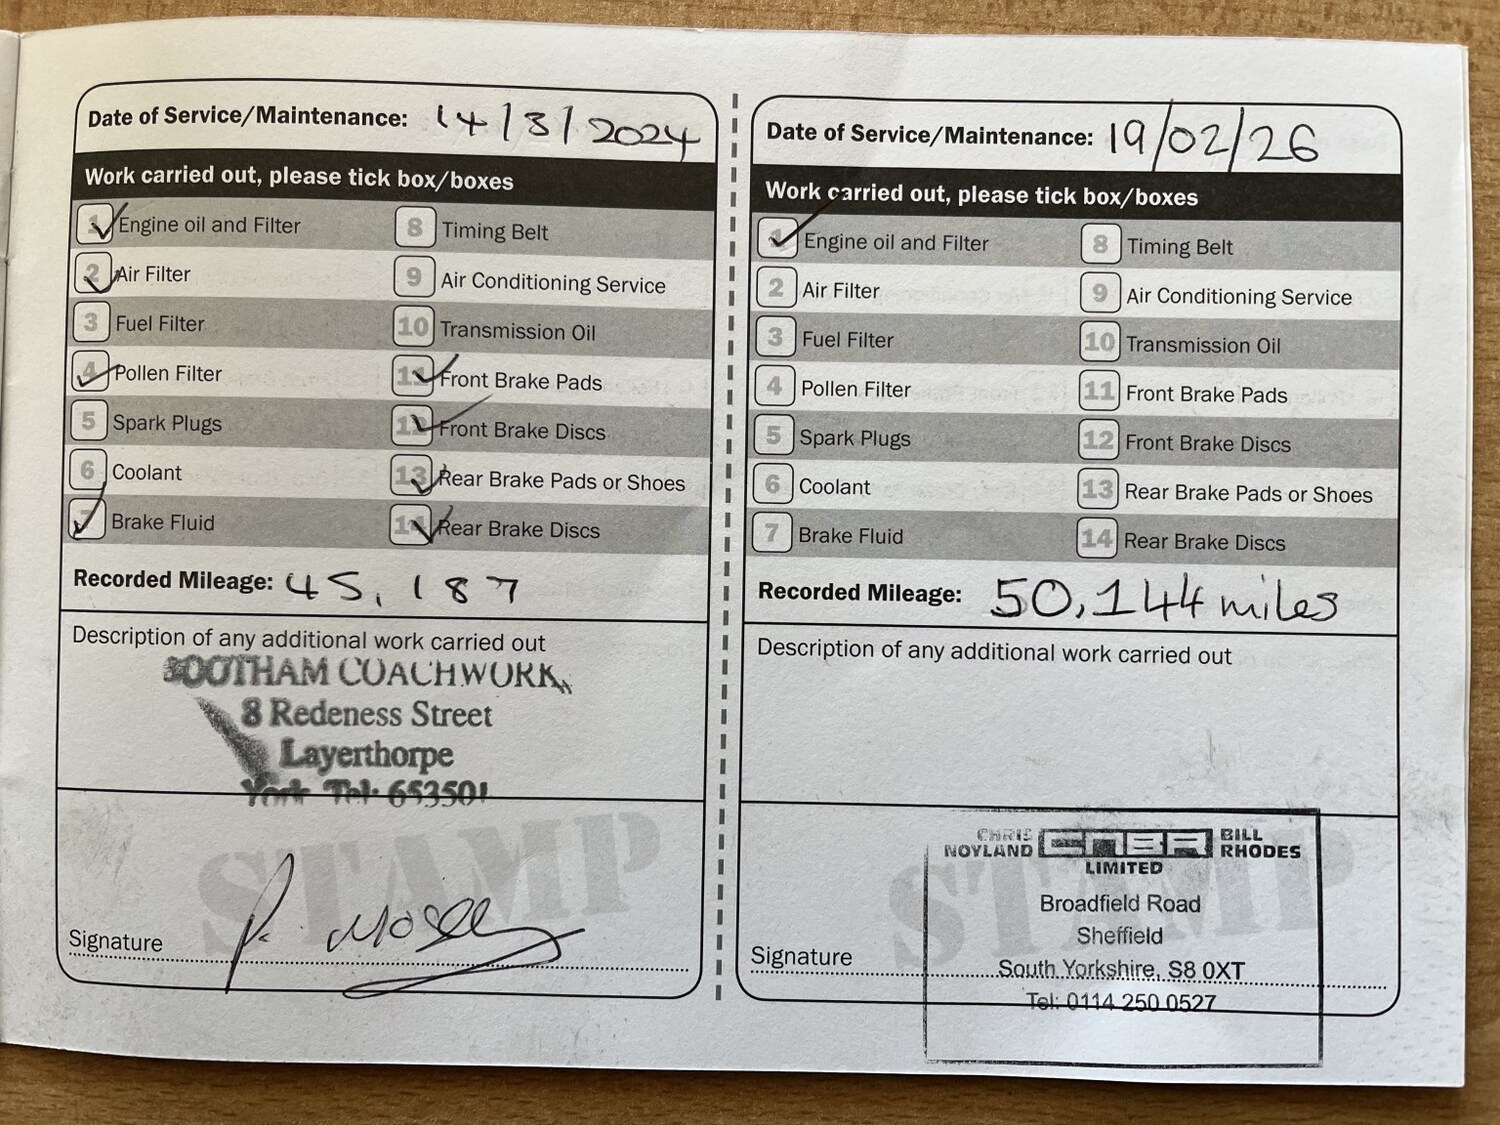 Date of Service/Maintenance: 14/3/2024
Work carried out, please tick box/boxes
1 Engine oil and Filter
2 Air Filter
3 Fuel Filter
4 Pollen Filter
5 Spark Plugs
6 Coolant
7 Brake Fluid
8 Timing Belt
9 Air Conditioning Service
10 Transmission Oil
11 Front Brake Pads
12 Front Brake Discs
13 Rear Brake Pads or Shoes
14 Rear Brake Discs
Recorded Mileage: 45,187
Description of any additional work carried out
BOOTHAM COACHWORK
8 Redeness Street
Layerthorpe
York Tel: 653501
STAMP
Signature
Date of Service/Maintenance: 19/02/26
Work carried out, please tick box/boxes
1 Engine oil and Filter
2 Air Filter
3 Fuel Filter
4 Pollen Filter
5 Spark Plugs
6 Coolant
7 Brake Fluid
8 Timing Belt
9 Air Conditioning Service
10 Transmission Oil
11 Front Brake Pads
12 Front Brake Discs
13 Rear Brake Pads or Shoes
14 Rear Brake Discs
Recorded Mileage: 50,144 miles
Description of any additional work carried out
STAMP
CHRIS NOYLAND CNBR BILL RHODES
LIMITED
Broadfield Road
Sheffield
South Yorkshire, S8 0XT
Tel: 0114 250 0527
Signature